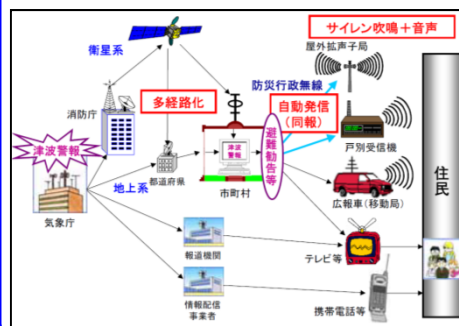 サイレン吹鳴＋音声
屋外拡声子局
衛星系
防災行政無線
消防庁
多経路化
自動発信
(同報)
津波警報
津波
警報
避難勧告等
戸別受信機
地上系
都道府県
市町村
住民
気象庁
広報車(移動局)
報道機関
テレビ等
情報配信
事業者
携帯電話等